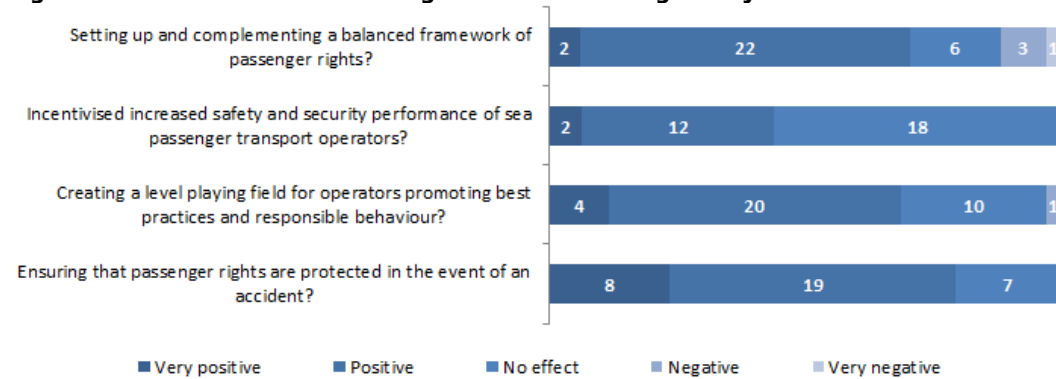 Setting up and complementing a balanced framework of
passenger rights?
2 22 6 3 1
Incentivised increased safety and security performance of sea
passenger transport operators?
2 12 18
Creating a level playing field for operators promoting best
practices and responsible behaviour?
4 20 10 1
Ensuring that passenger rights are protected in the event of an
accident?
8 19 7
Very positive Positive No effect Negative Very negative